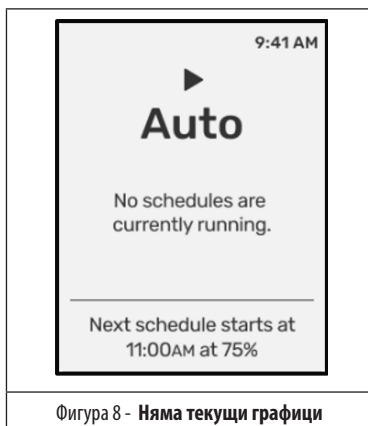 9:41 AM
Auto
No schedules are
currently running.
Next schedule starts at
11:00AM at 75%
Фигура 8 - Няма текущи графици